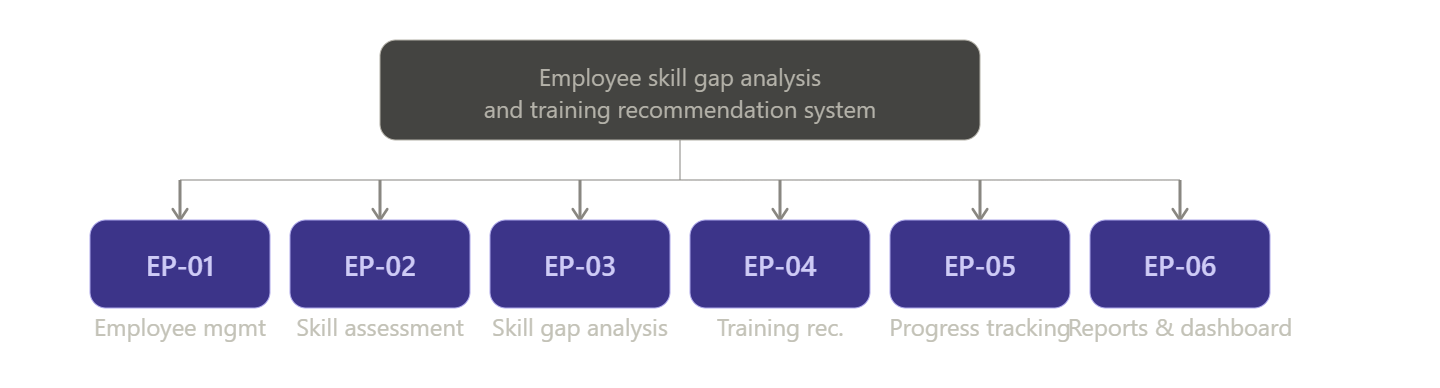 Employee skill gap analysis
and training recommendation system
EP-01
EP-02
EP-03
EP-04
EP-05
EP-06
Employee mgmt
Skill assessment
Skill gap analysis
Training rec.
Progress tracking
Reports & dashboard